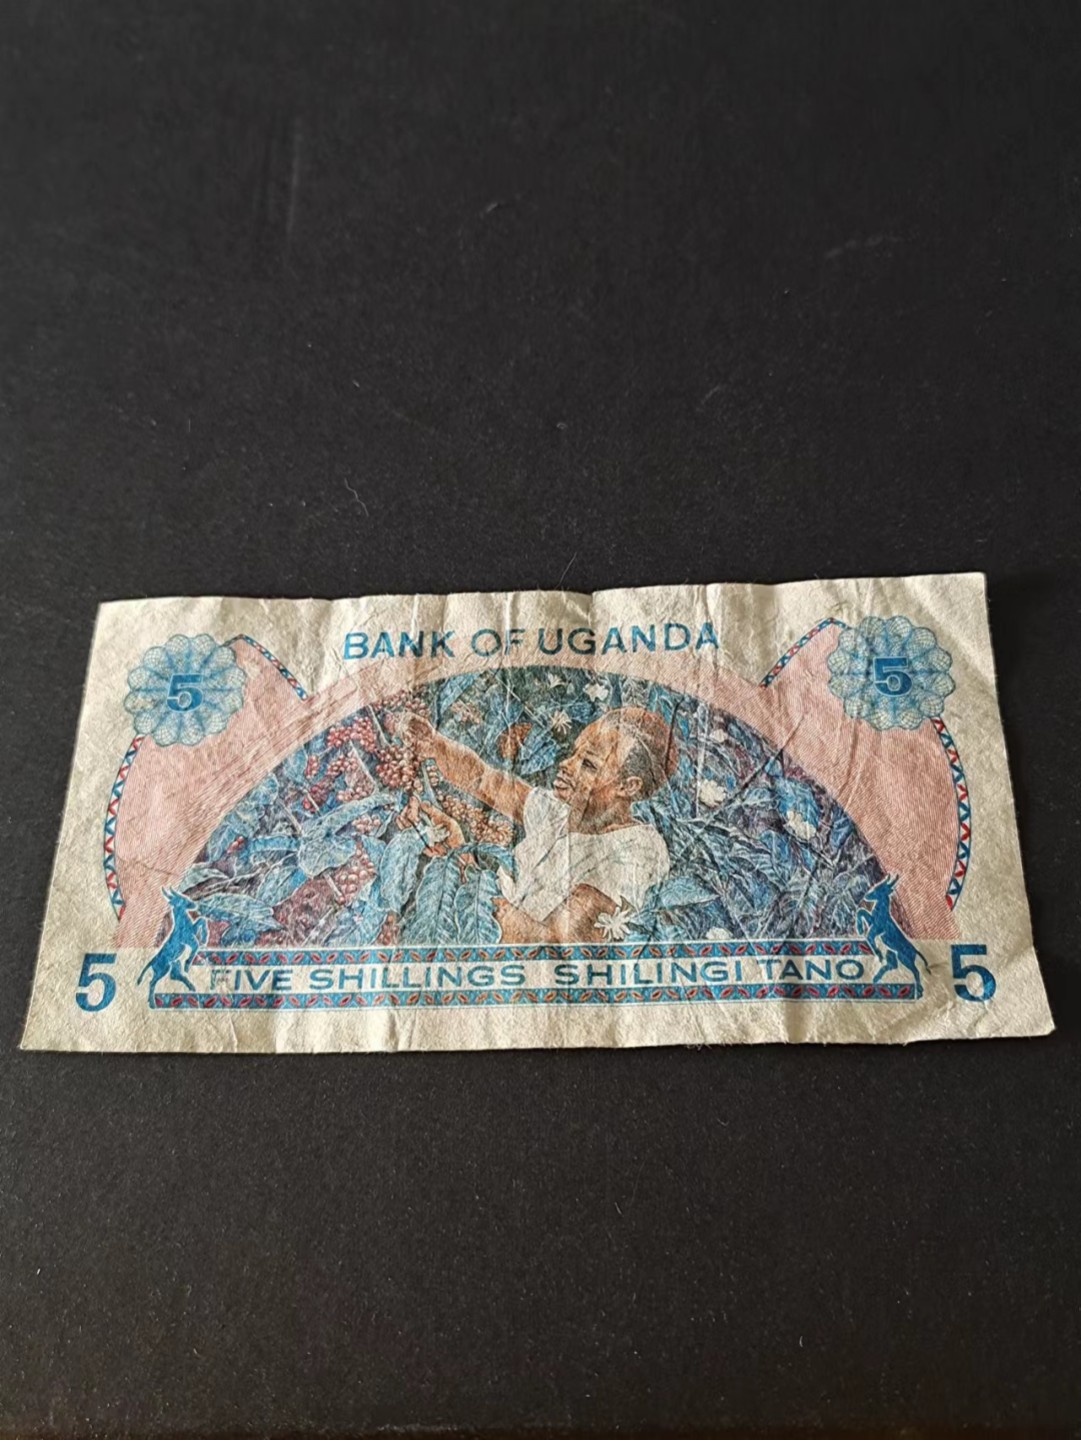 BANK OF UGANDA
5 5
5 FIVE SHILLINGS SHILINGI TANO 5